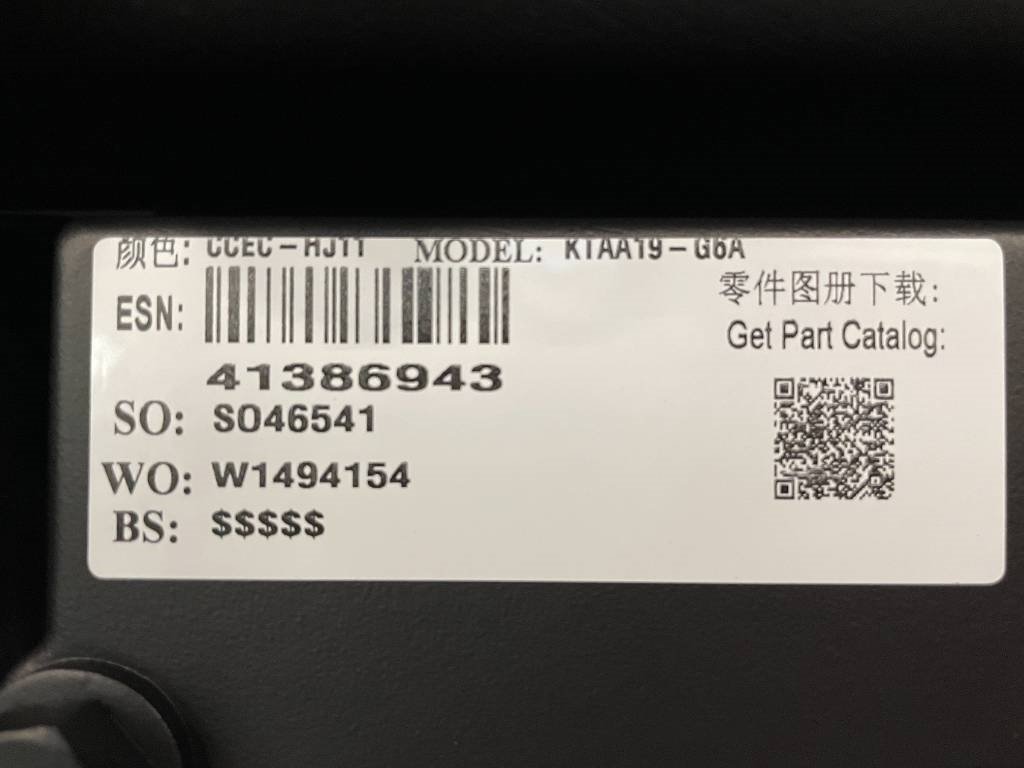 颜色: CCEC-HJ11 MODEL: KTAA19-G6A
零件图册下载:
ESN:
Get Part Catalog:
41386943
SO: SO46541
WO: W1494154
BS: $$$$$